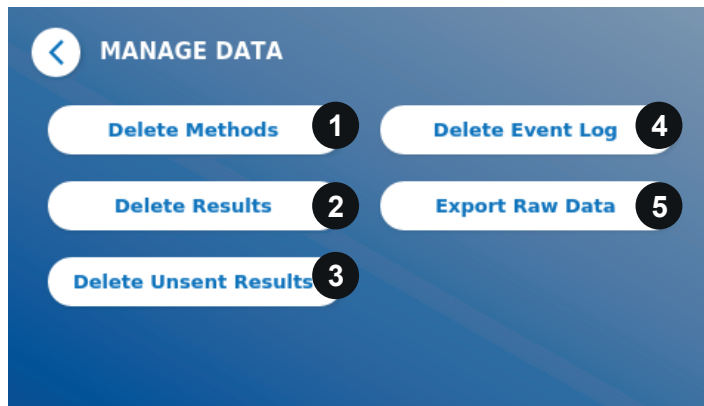 MANAGE DATA
Delete Methods 1
Delete Results 2
Delete Unsent Results 3
Delete Event Log 4
Export Raw Data 5